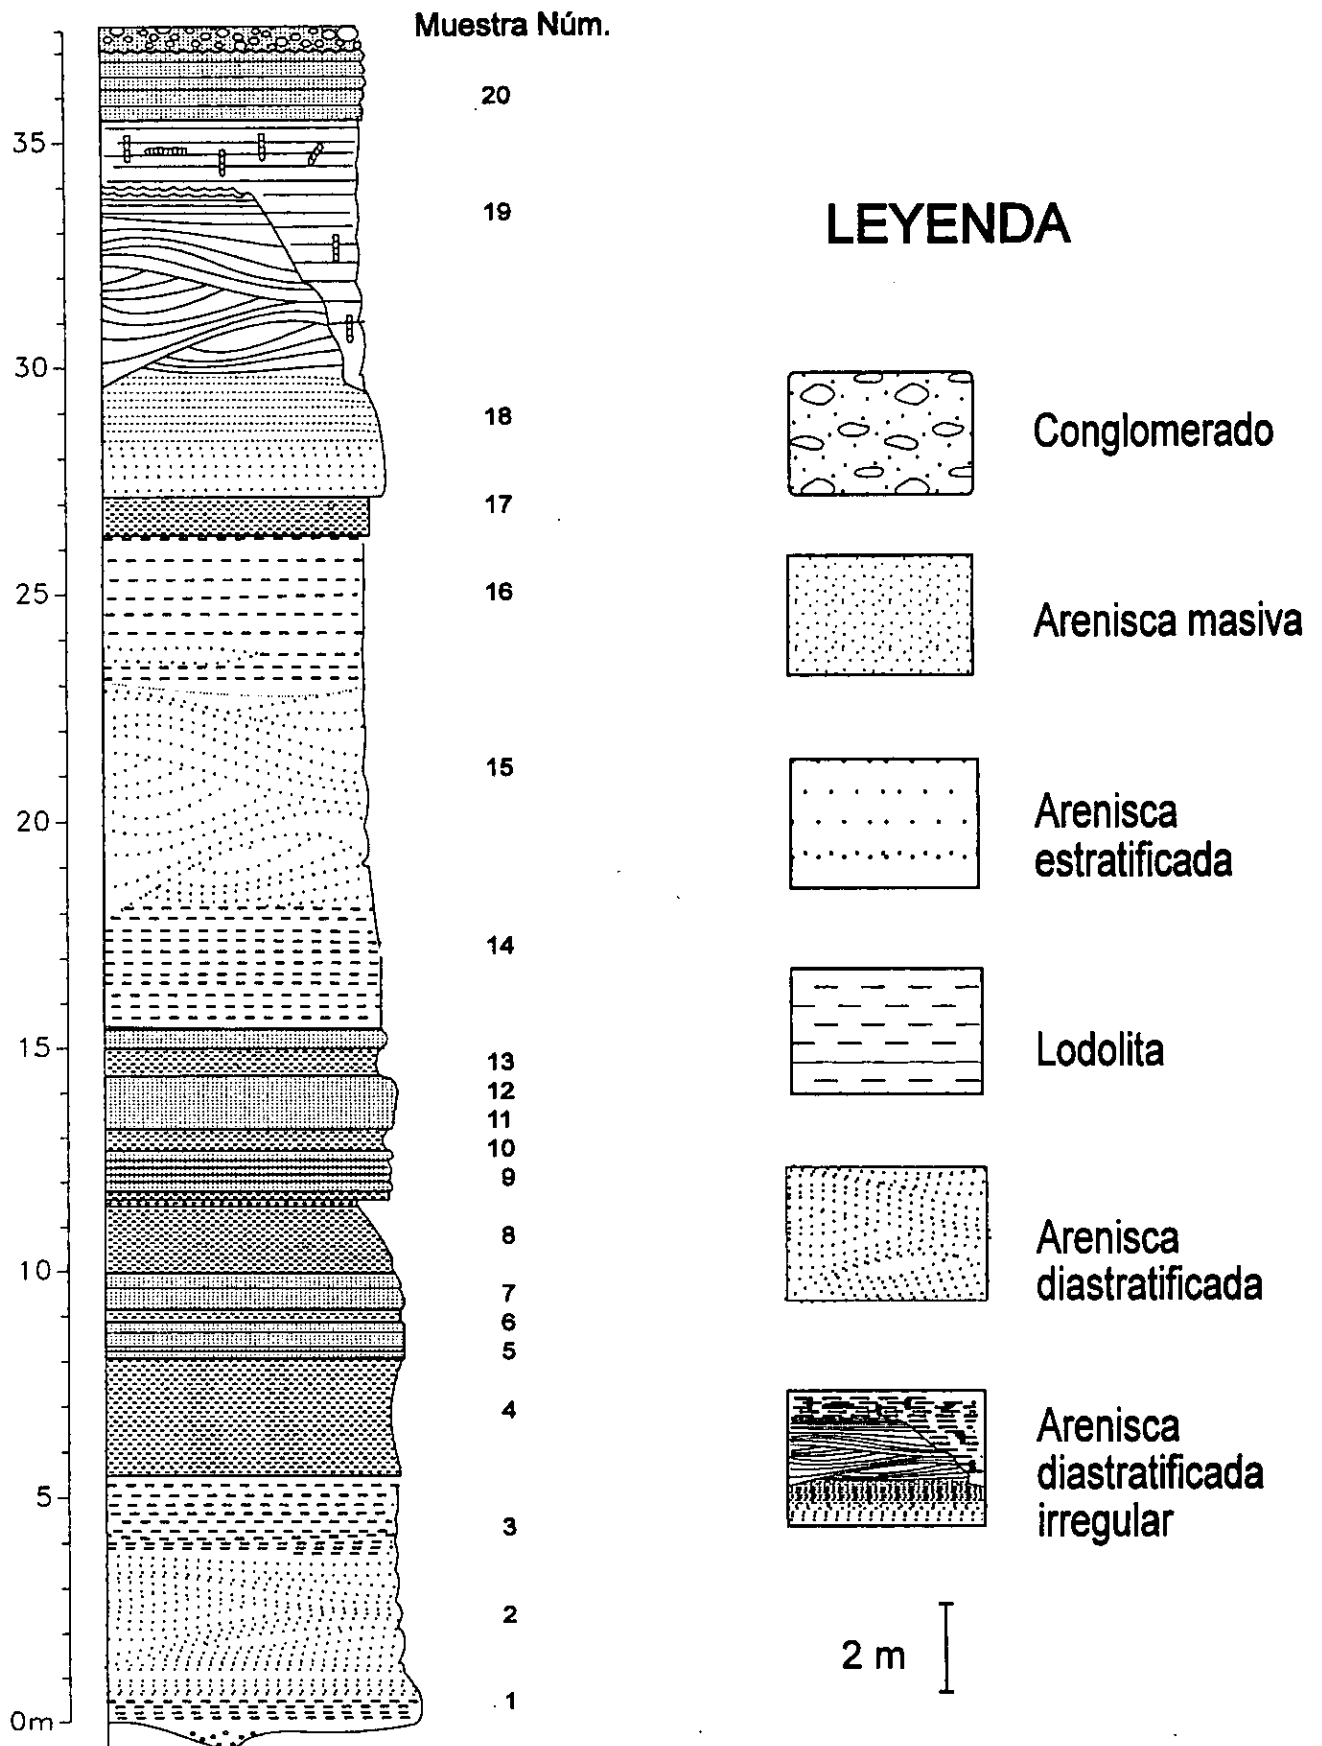 Muestra Núm.
20
35
19
30
18
17
25
16
15
20
14
15
13
12
11
10
9
8
10
7
6
5
4
5
3
2
1
0m
LEYENDA
Conglomerado
Arenisca masiva
Arenisca
estratificada
Lodolita
Arenisca
diastratificada
Arenisca
diastratificada
irregular
2 m